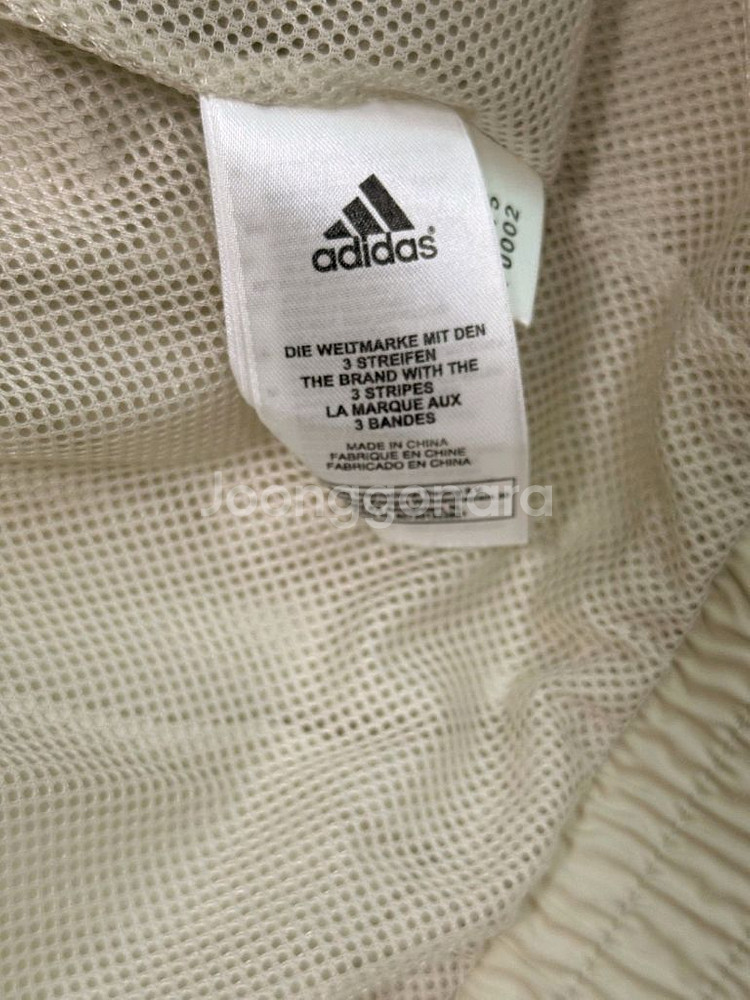 adidas®
DIE WELTMARKE MIT DEN
3 STREIFEN
THE BRAND WITH THE
3 STRIPES
LA MARQUE AUX
3 BANDES
MADE IN CHINA
FABRIQUE EN CHINE
FABRICADO EN CHINA
Joonggonara
0002